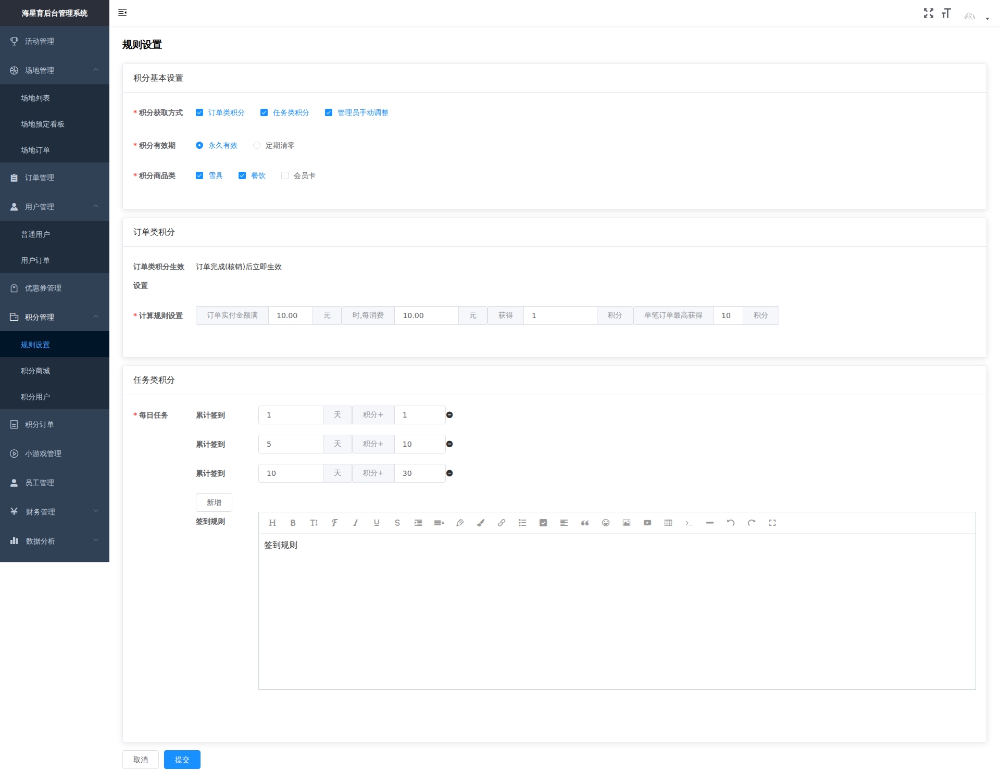 海星育后台管理系统
活动管理
场地管理
场地列表
场地预定看板
场地订单
订单管理
用户管理
普通用户
用户订单
优惠券管理
积分管理
规则设置
积分商城
积分用户
积分订单
小游戏管理
员工管理
财务管理
数据分析
规则设置
积分基本设置
* 积分获取方式 订单类积分 任务类积分 管理员手动调整
* 积分有效期 永久有效 定期清零
* 积分商品类 雪具 餐饮 会员卡
订单类积分
订单类积分生效 订单完成(核销)后立即生效
设置
* 计算规则设置 订单实付金额满 10.00 元 时,每消费 10.00 元 获得 1 积分 单笔订单最高获得 10 积分
任务类积分
* 每日任务 累计签到 1 天 积分+ 1
累计签到 5 天 积分+ 10
累计签到 10 天 积分+ 30
新增
签到规则
签到规则
取消 提交